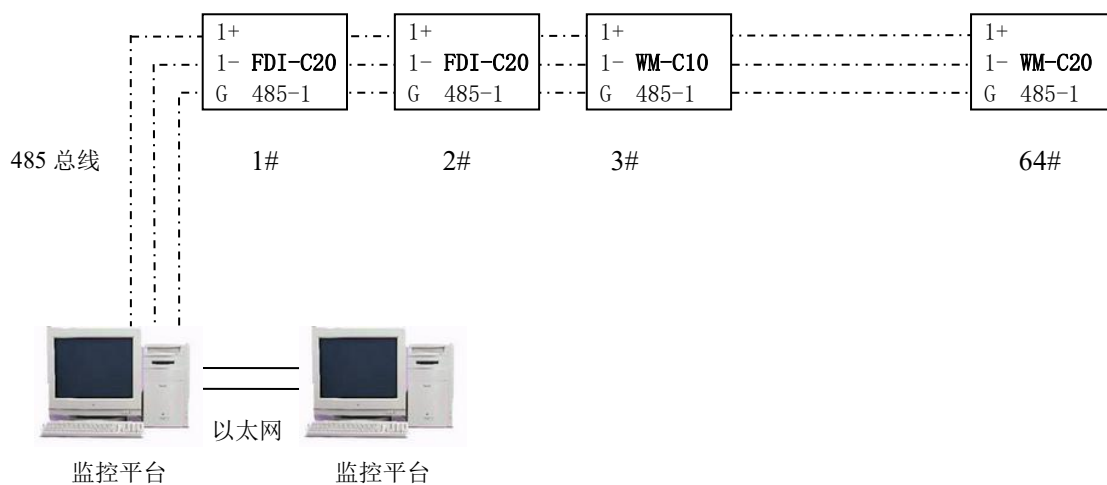 1+
1- FDI-C20
G 485-1
1+
1- FDI-C20
G 485-1
1+
1- WM-C10
G 485-1
1+
1- WM-C20
G 485-1
485 总线
1#
2#
3#
64#
以太网
监控平台
监控平台